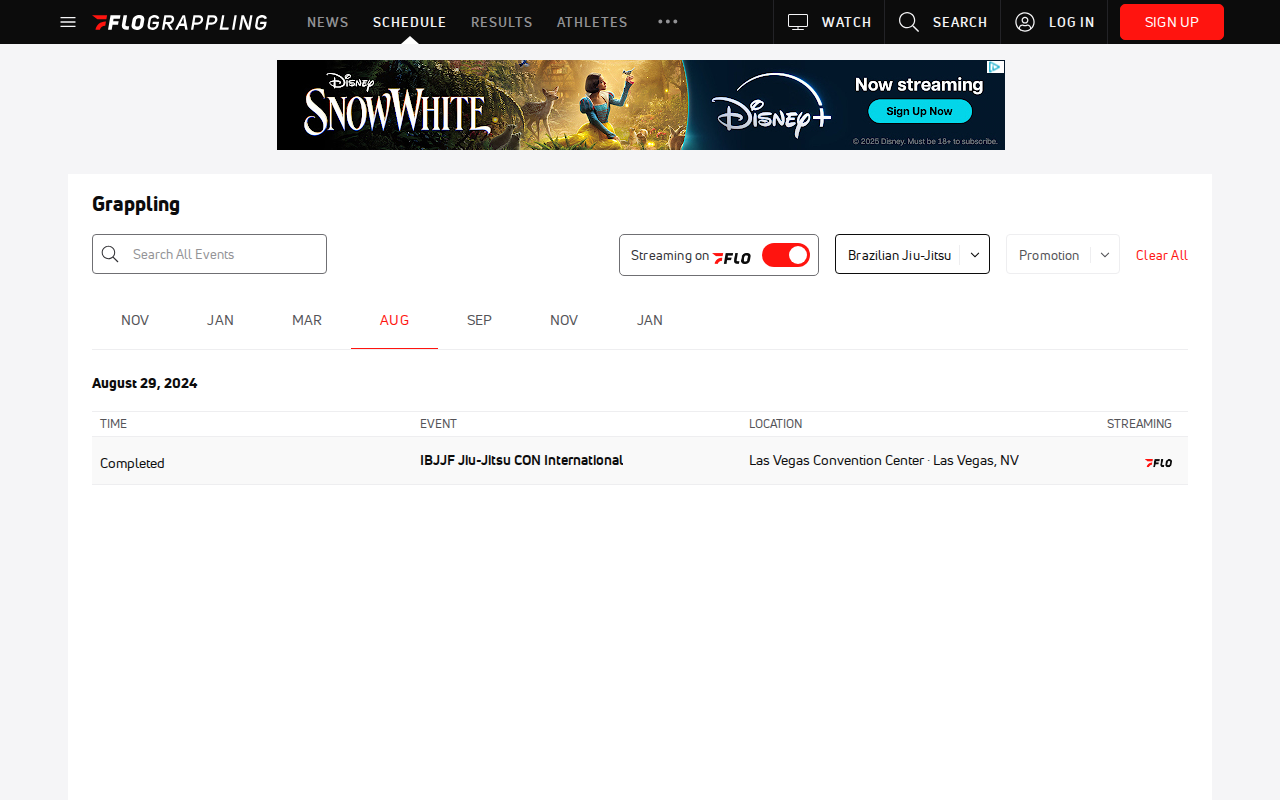 FLOGRAPPLING NEWS SCHEDULE RESULTS ATHLETES ••• WATCH SEARCH LOG IN SIGN UP
Disney
SNOW WHITE
Disney+
Now streaming
Sign Up Now
© 2025 Disney. Must be 18+ to subscribe.
Grappling
Search All Events
Streaming on FLO
Brazilian Jiu-Jitsu
Promotion
Clear All
NOV JAN MAR AUG SEP NOV JAN
August 29, 2024
TIME EVENT LOCATION STREAMING
Completed IBJJF Jiu-Jitsu CON International Las Vegas Convention Center · Las Vegas, NV FLO